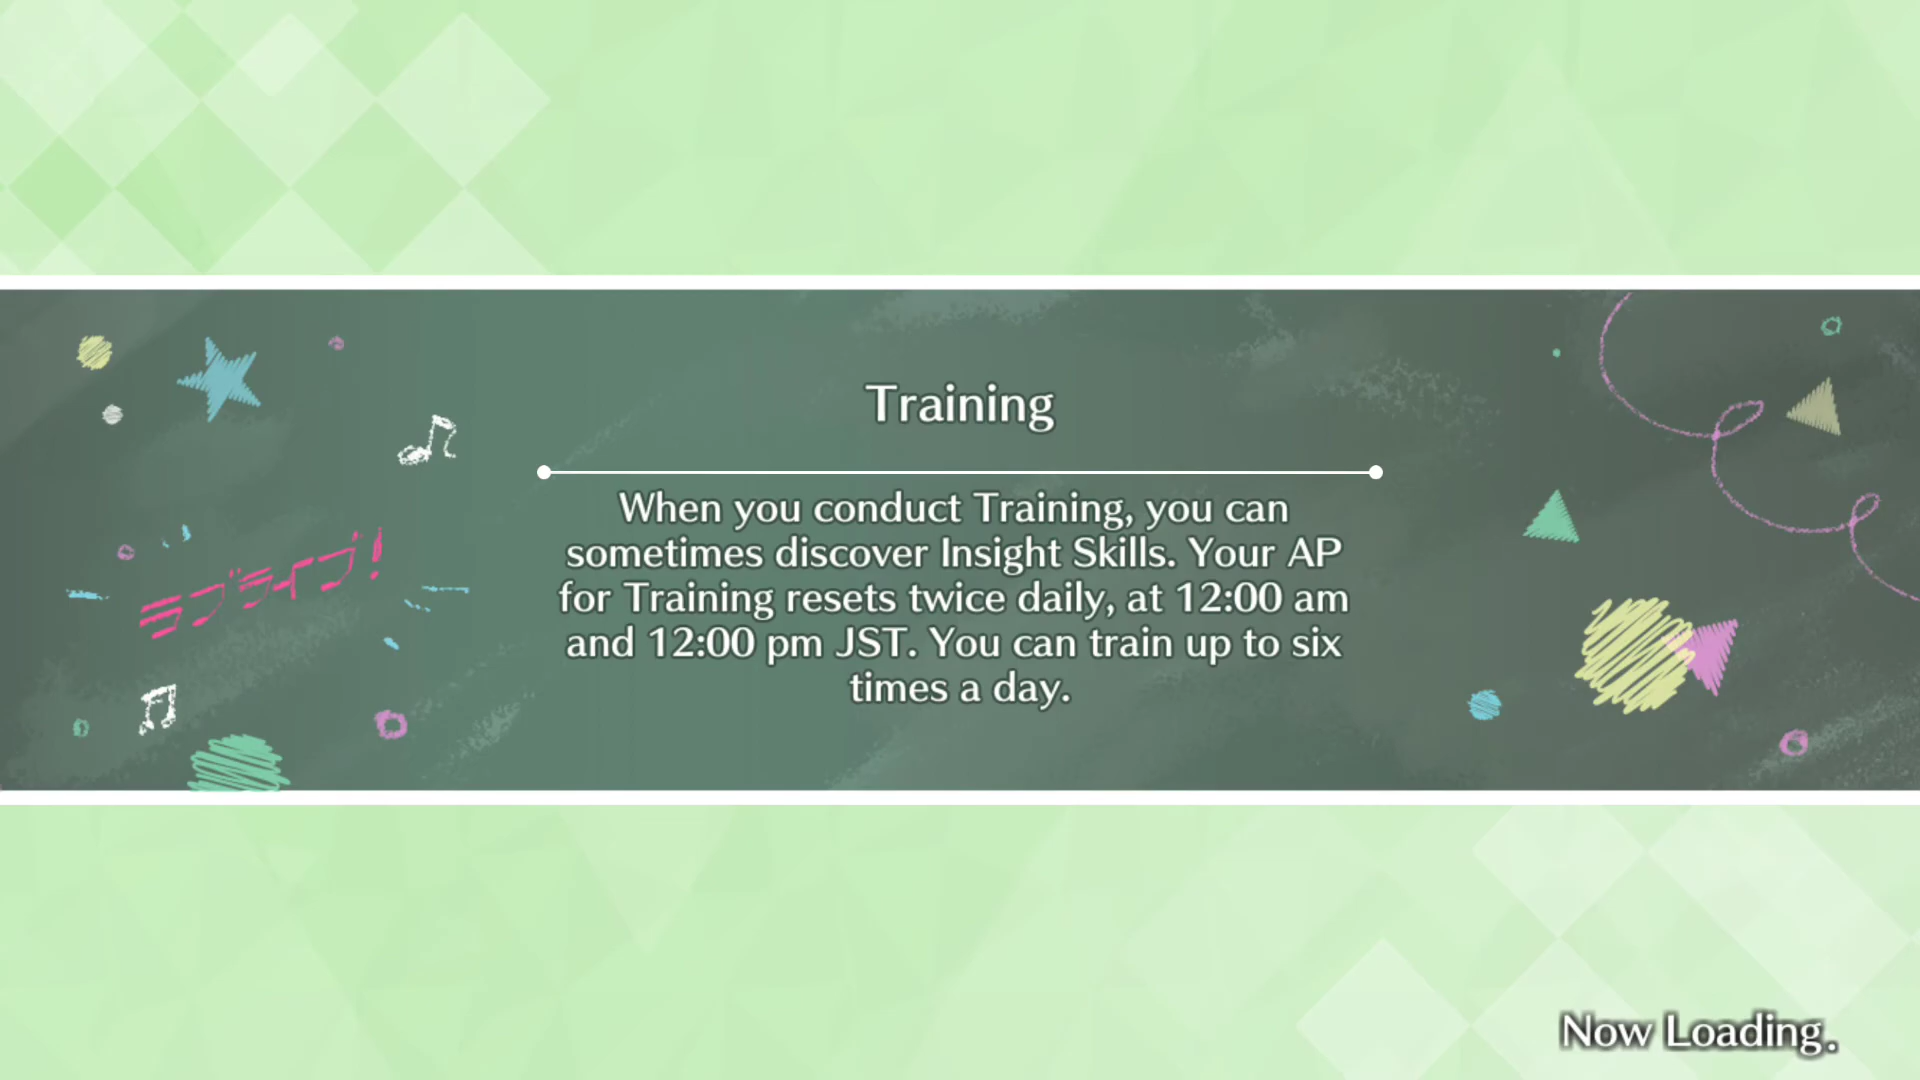 Training
When you conduct Training, you can
sometimes discover Insight Skills. Your AP
for Training resets twice daily, at 12:00 am
and 12:00 pm JST. You can train up to six
times a day.
ラブライブ!
Now Loading.